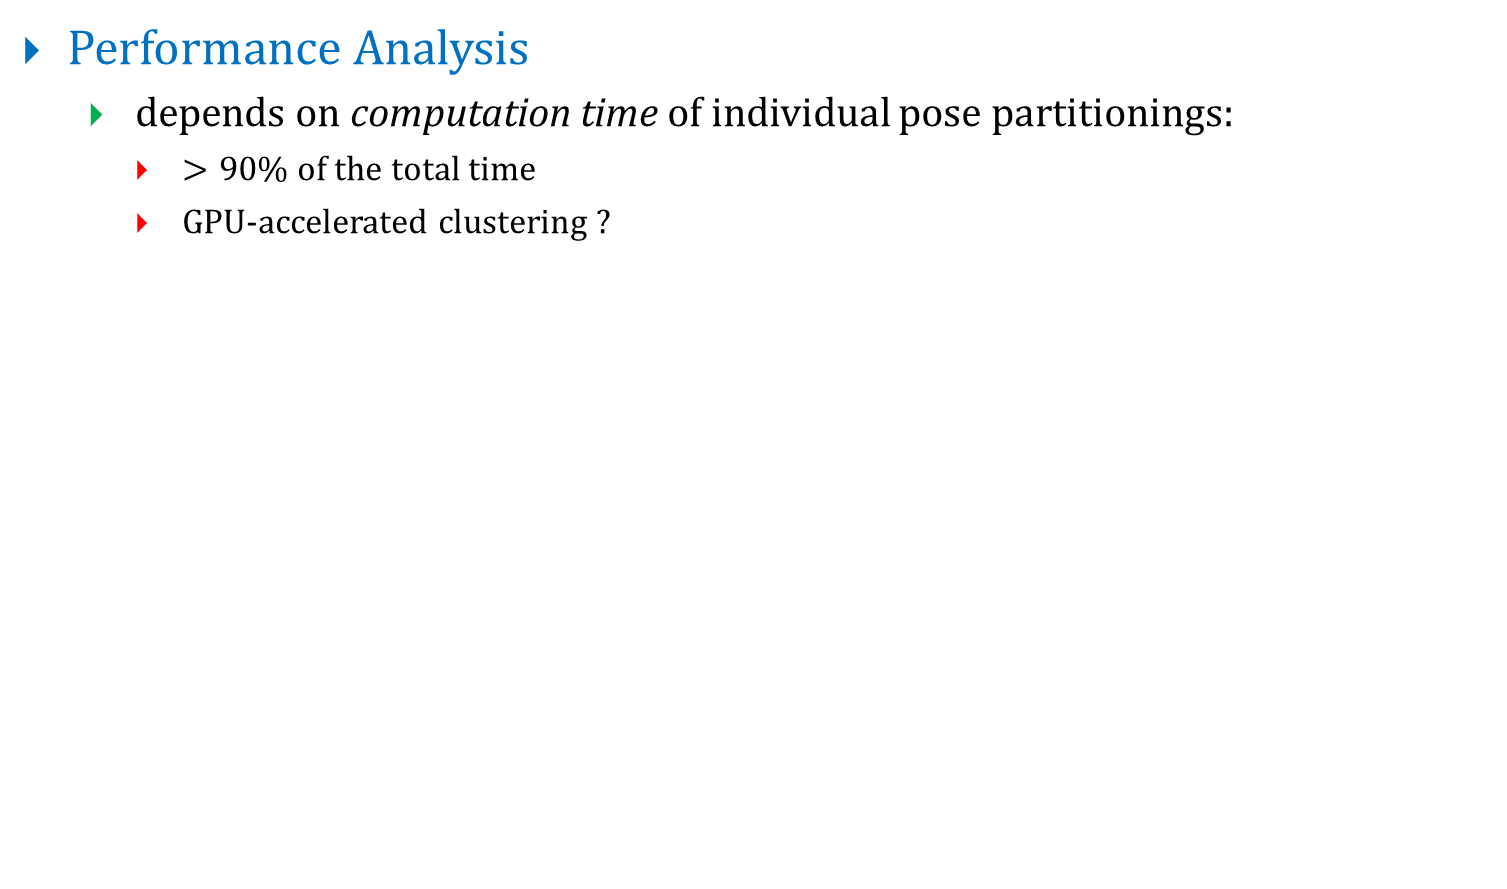 Performance Analysis
depends on computation time of individual pose partitionings:
> 90% of the total time
GPU-accelerated clustering ?